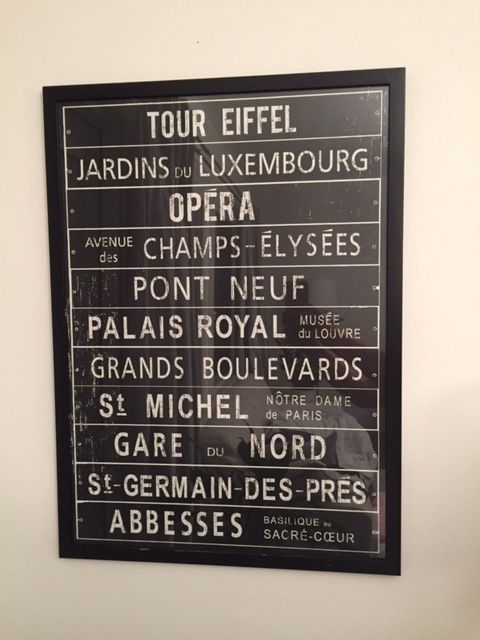 TOUR EIFFEL
JARDINS DU LUXEMBOURG
OPÉRA
AVENUE des CHAMPS-ÉLYSÉES
PONT NEUF
PALAIS ROYAL MUSÉE du LOUVRE
GRANDS BOULEVARDS
St MICHEL NÔTRE DAME de PARIS
GARE DU NORD
St-GERMAIN-DES-PRÉS
ABBESSES BASILIQUE DU SACRÉ-CŒUR